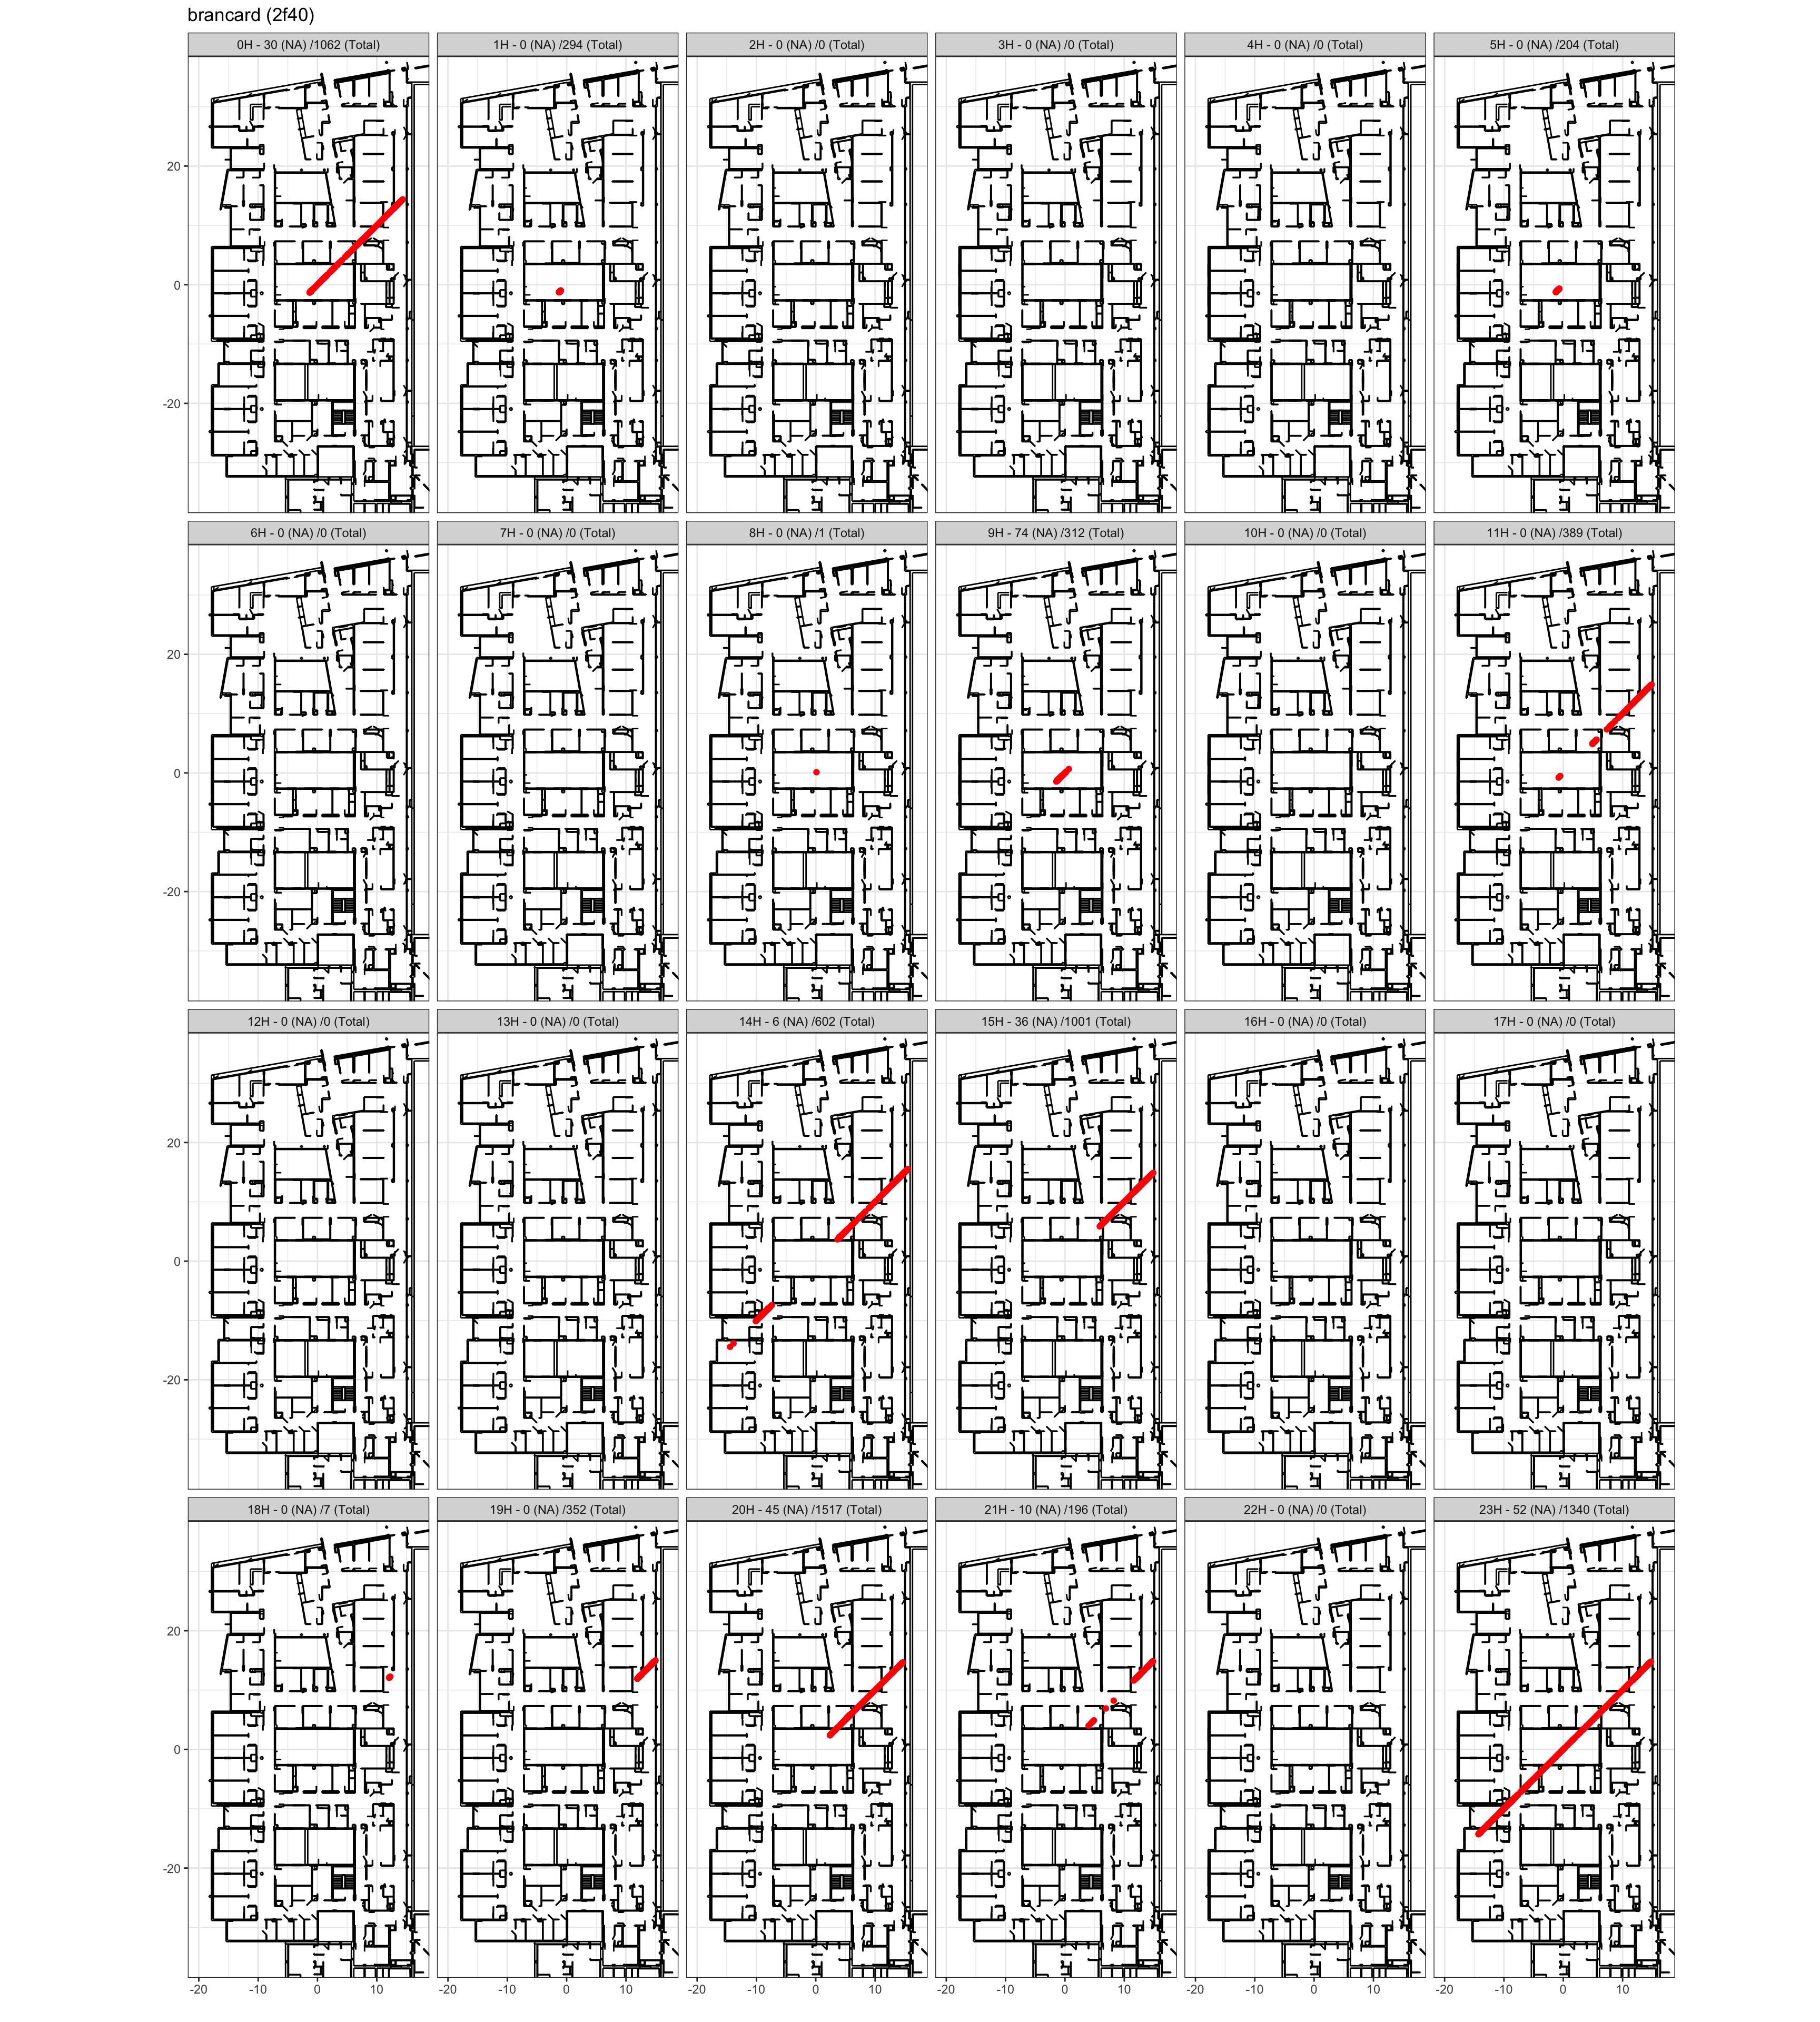 brancard (2f40)
0H - 30 (NA) /1062 (Total)
1H - 0 (NA) /294 (Total)
2H - 0 (NA) /0 (Total)
3H - 0 (NA) /0 (Total)
4H - 0 (NA) /0 (Total)
5H - 0 (NA) /204 (Total)
20
0
-20
6H - 0 (NA) /0 (Total)
7H - 0 (NA) /0 (Total)
8H - 0 (NA) /1 (Total)
9H - 74 (NA) /312 (Total)
10H - 0 (NA) /0 (Total)
11H - 0 (NA) /389 (Total)
20
0
-20
12H - 0 (NA) /0 (Total)
13H - 0 (NA) /0 (Total)
14H - 6 (NA) /602 (Total)
15H - 36 (NA) /1001 (Total)
16H - 0 (NA) /0 (Total)
17H - 0 (NA) /0 (Total)
20
0
-20
18H - 0 (NA) /7 (Total)
19H - 0 (NA) /352 (Total)
20H - 45 (NA) /1517 (Total)
21H - 10 (NA) /196 (Total)
22H - 0 (NA) /0 (Total)
23H - 52 (NA) /1340 (Total)
20
0
-20
-20 -10 0 10
-20 -10 0 10
-20 -10 0 10
-20 -10 0 10
-20 -10 0 10
-20 -10 0 10